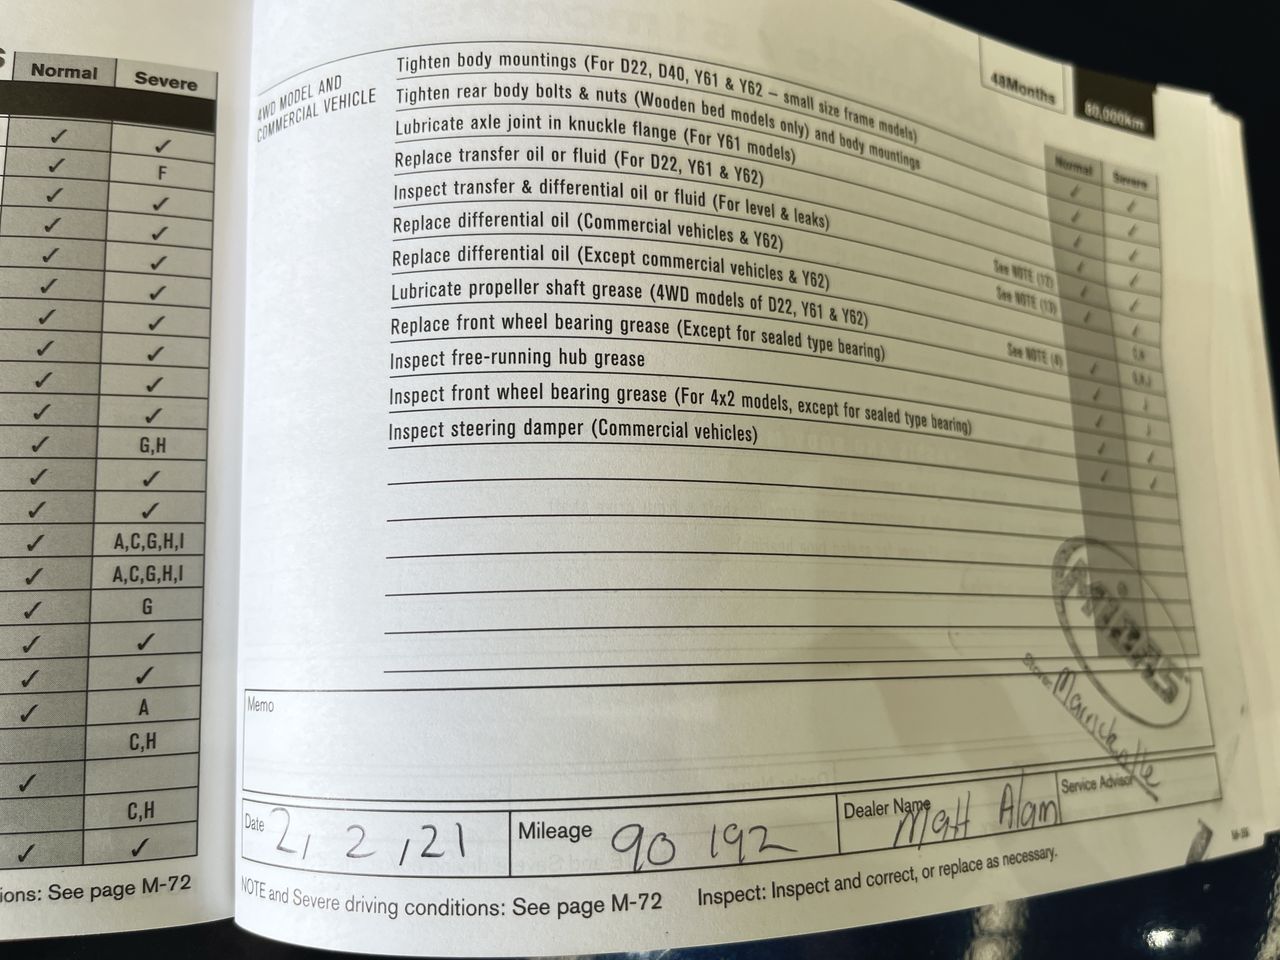 Normal Severe
✓ ✓
✓ F
✓ ✓
✓ ✓
✓ ✓
✓ ✓
✓ ✓
✓ ✓
✓ ✓
✓ ✓
✓ G,H
✓ ✓
✓ ✓
✓ A,C,G,H,I
✓ A,C,G,H,I
✓ G
✓ ✓
✓ ✓
✓ A
C,H
✓
C,H
✓ ✓
ions: See page M-72
48Months
80,000km
Normal Severe
4WD MODEL AND
COMMERCIAL VEHICLE
Tighten body mountings (For D22, D40, Y61 & Y62 – small size frame models)
Tighten rear body bolts & nuts (Wooden bed models only) and body mountings
Lubricate axle joint in knuckle flange (For Y61 models)
Replace transfer oil or fluid (For D22, Y61 & Y62)
Inspect transfer & differential oil or fluid (For level & leaks)
Replace differential oil (Commercial vehicles & Y62) See NOTE (12)
Replace differential oil (Except commercial vehicles & Y62) See NOTE (13)
Lubricate propeller shaft grease (4WD models of D22, Y61 & Y62)
Replace front wheel bearing grease (Except for sealed type bearing) See NOTE (4)
Inspect free-running hub grease
Inspect front wheel bearing grease (For 4x2 models, except for sealed type bearing)
Inspect steering damper (Commercial vehicles)
MiDAS
Store: Marrickville
Memo
Date 2, 2, 21 Mileage 90 192 Dealer Name Matt Alam Service Advisor
NOTE and Severe driving conditions: See page M-72 Inspect: Inspect and correct, or replace as necessary.